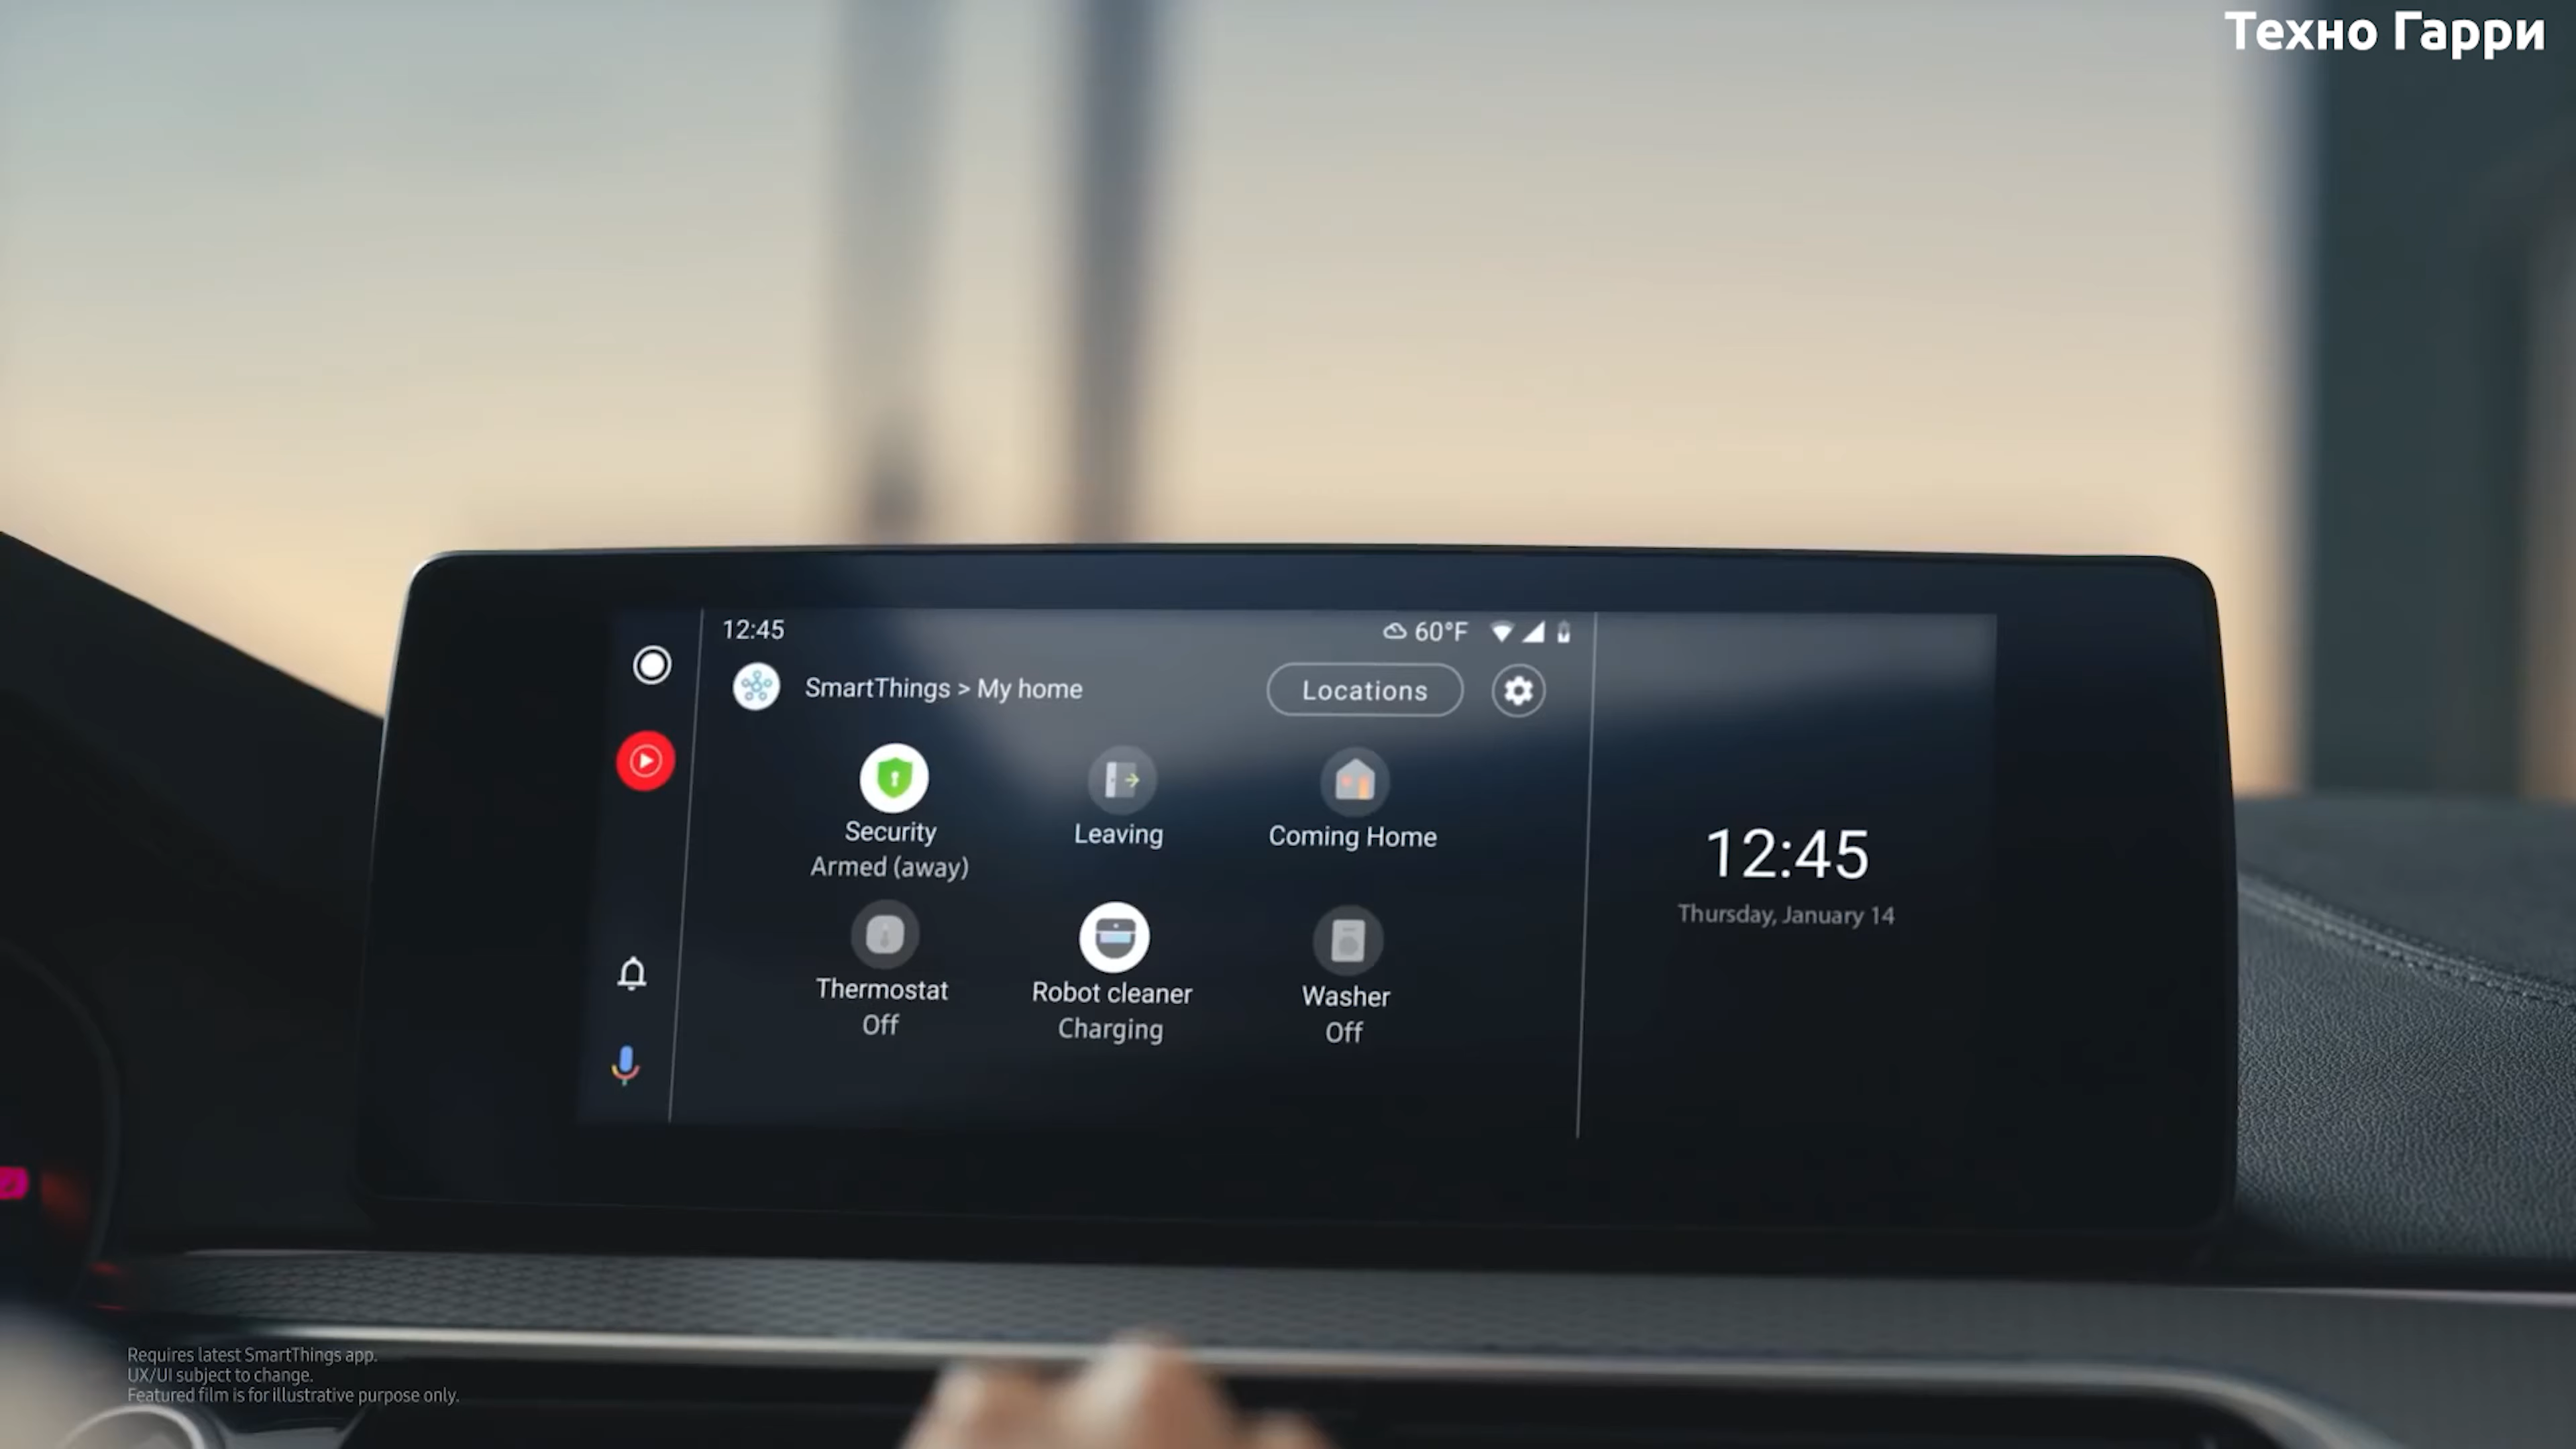 Техно Гарри
12:45
60°F
SmartThings > My home
Locations
Security
Armed (away)
Leaving
Coming Home
Thermostat
Off
Robot cleaner
Charging
Washer
Off
12:45
Thursday, January 14
Requires latest SmartThings app.
UX/UI subject to change.
Featured film is for illustrative purpose only.